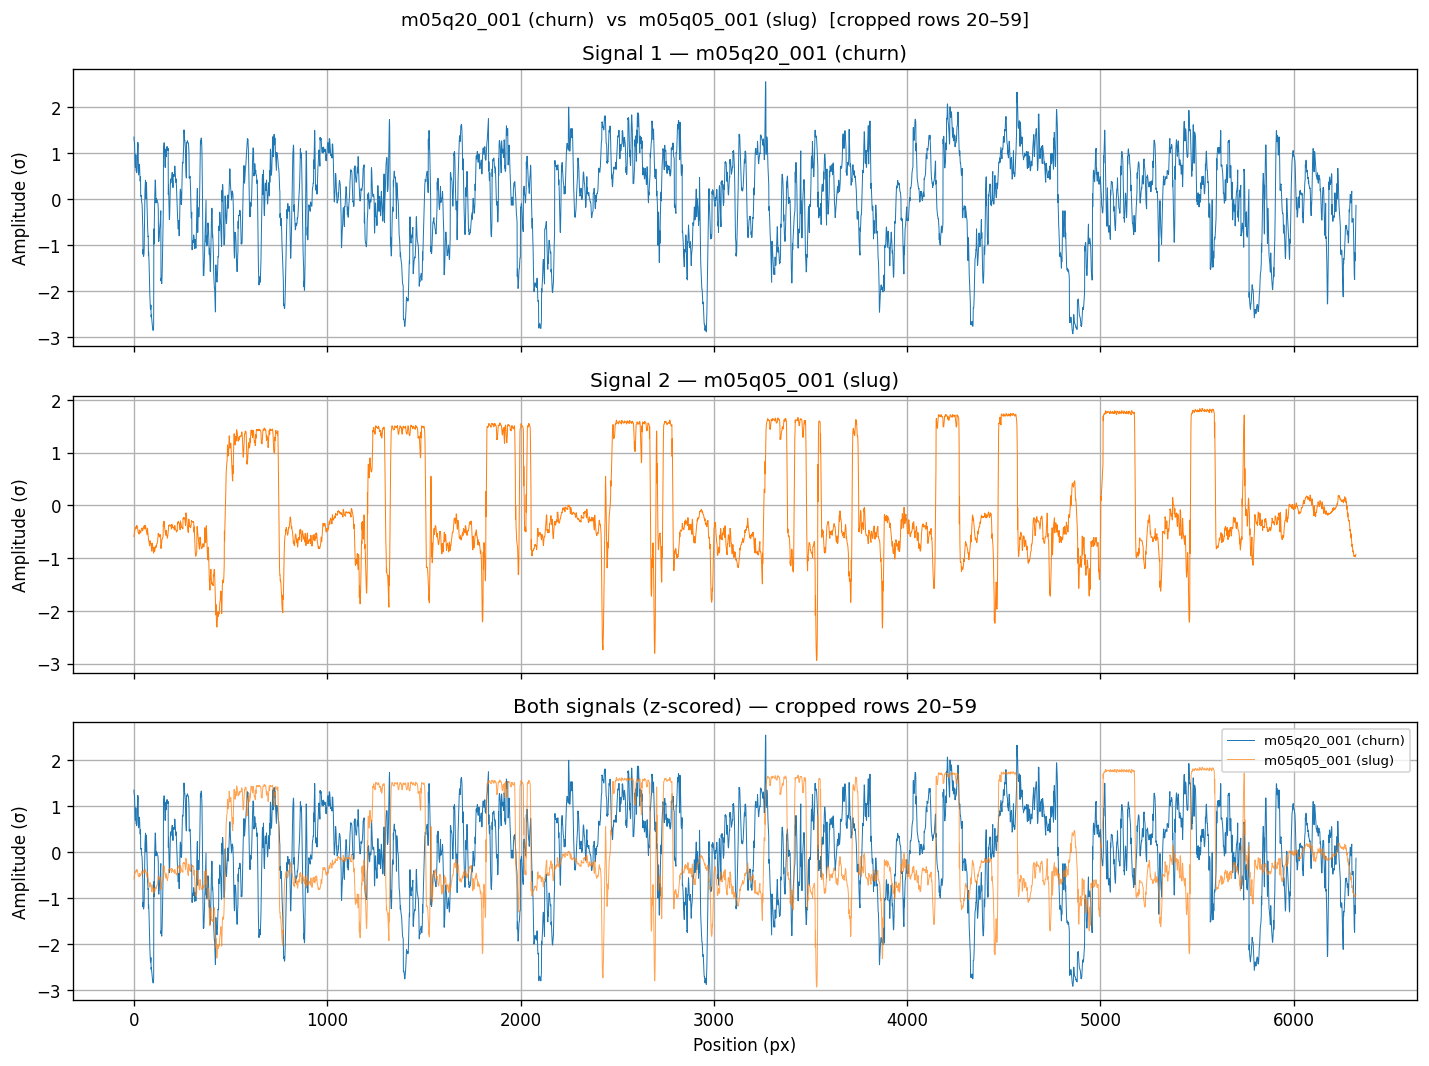 m05q20_001 (churn)  vs  m05q05_001 (slug)  [cropped rows 20–59]
Signal 1 — m05q20_001 (churn)
Amplitude (σ)
2
1
0
−1
−2
−3
Signal 2 — m05q05_001 (slug)
Amplitude (σ)
2
1
0
−1
−2
−3
Both signals (z-scored) — cropped rows 20–59
Amplitude (σ)
2
1
0
−1
−2
−3
m05q20_001 (churn)
m05q05_001 (slug)
0 1000 2000 3000 4000 5000 6000
Position (px)